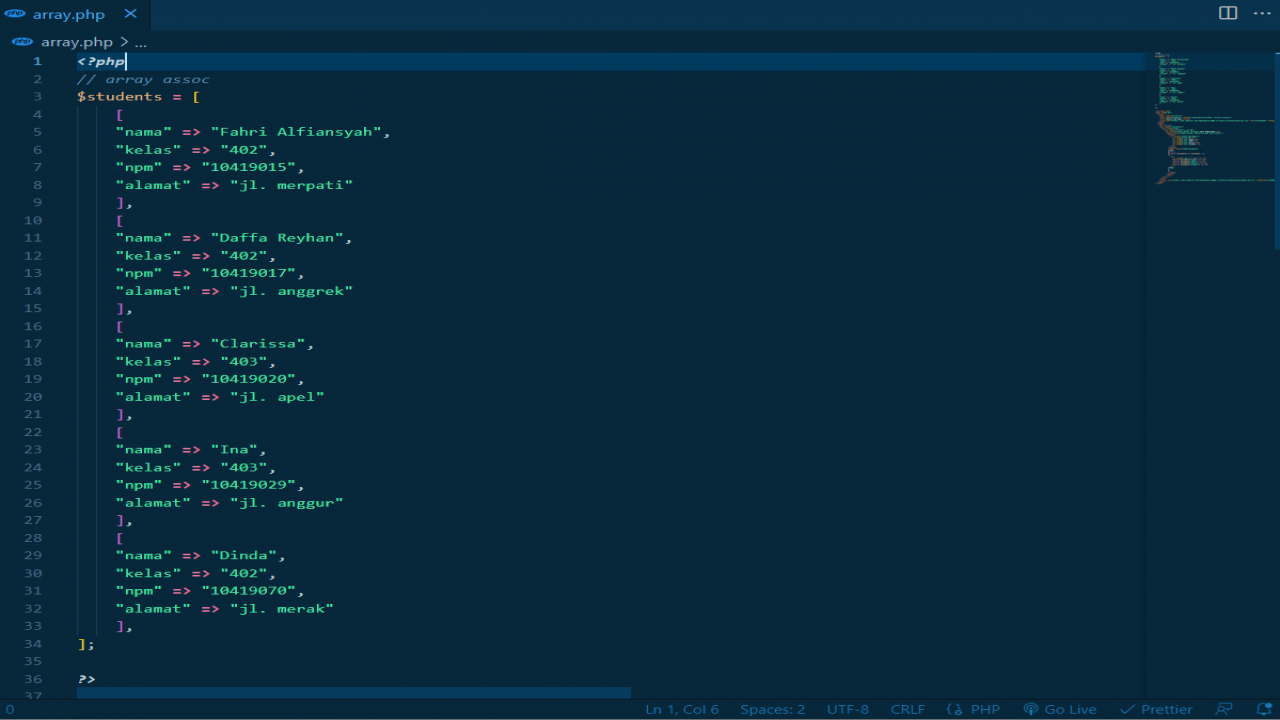 php array.php ×
php array.php > ...
1 <?php
2 // array assoc
3 $students = [
4 [
5 "nama" => "Fahri Alfiansyah",
6 "kelas" => "402",
7 "npm" => "10419015",
8 "alamat" => "jl. merpati"
9 ],
10 [
11 "nama" => "Daffa Reyhan",
12 "kelas" => "402",
13 "npm" => "10419017",
14 "alamat" => "jl. anggrek"
15 ],
16 [
17 "nama" => "Clarissa",
18 "kelas" => "403",
19 "npm" => "10419020",
20 "alamat" => "jl. apel"
21 ],
22 [
23 "nama" => "Ina",
24 "kelas" => "403",
25 "npm" => "10419029",
26 "alamat" => "jl. anggur"
27 ],
28 [
29 "nama" => "Dinda",
30 "kelas" => "402",
31 "npm" => "10419070",
32 "alamat" => "jl. merak"
33 ],
34 ];
35
36 ?>
37
0 Ln 1, Col 6 Spaces: 2 UTF-8 CRLF PHP Go Live Prettier